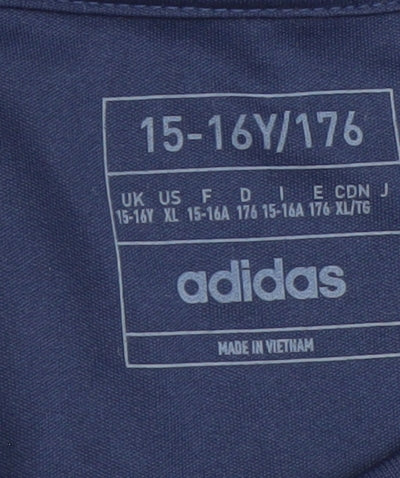 15-16Y/176
UK US F D I E CDN J
15-16Y XL 15-16A 176 15-16A 176 XL/TG
adidas
MADE IN VIETNAM